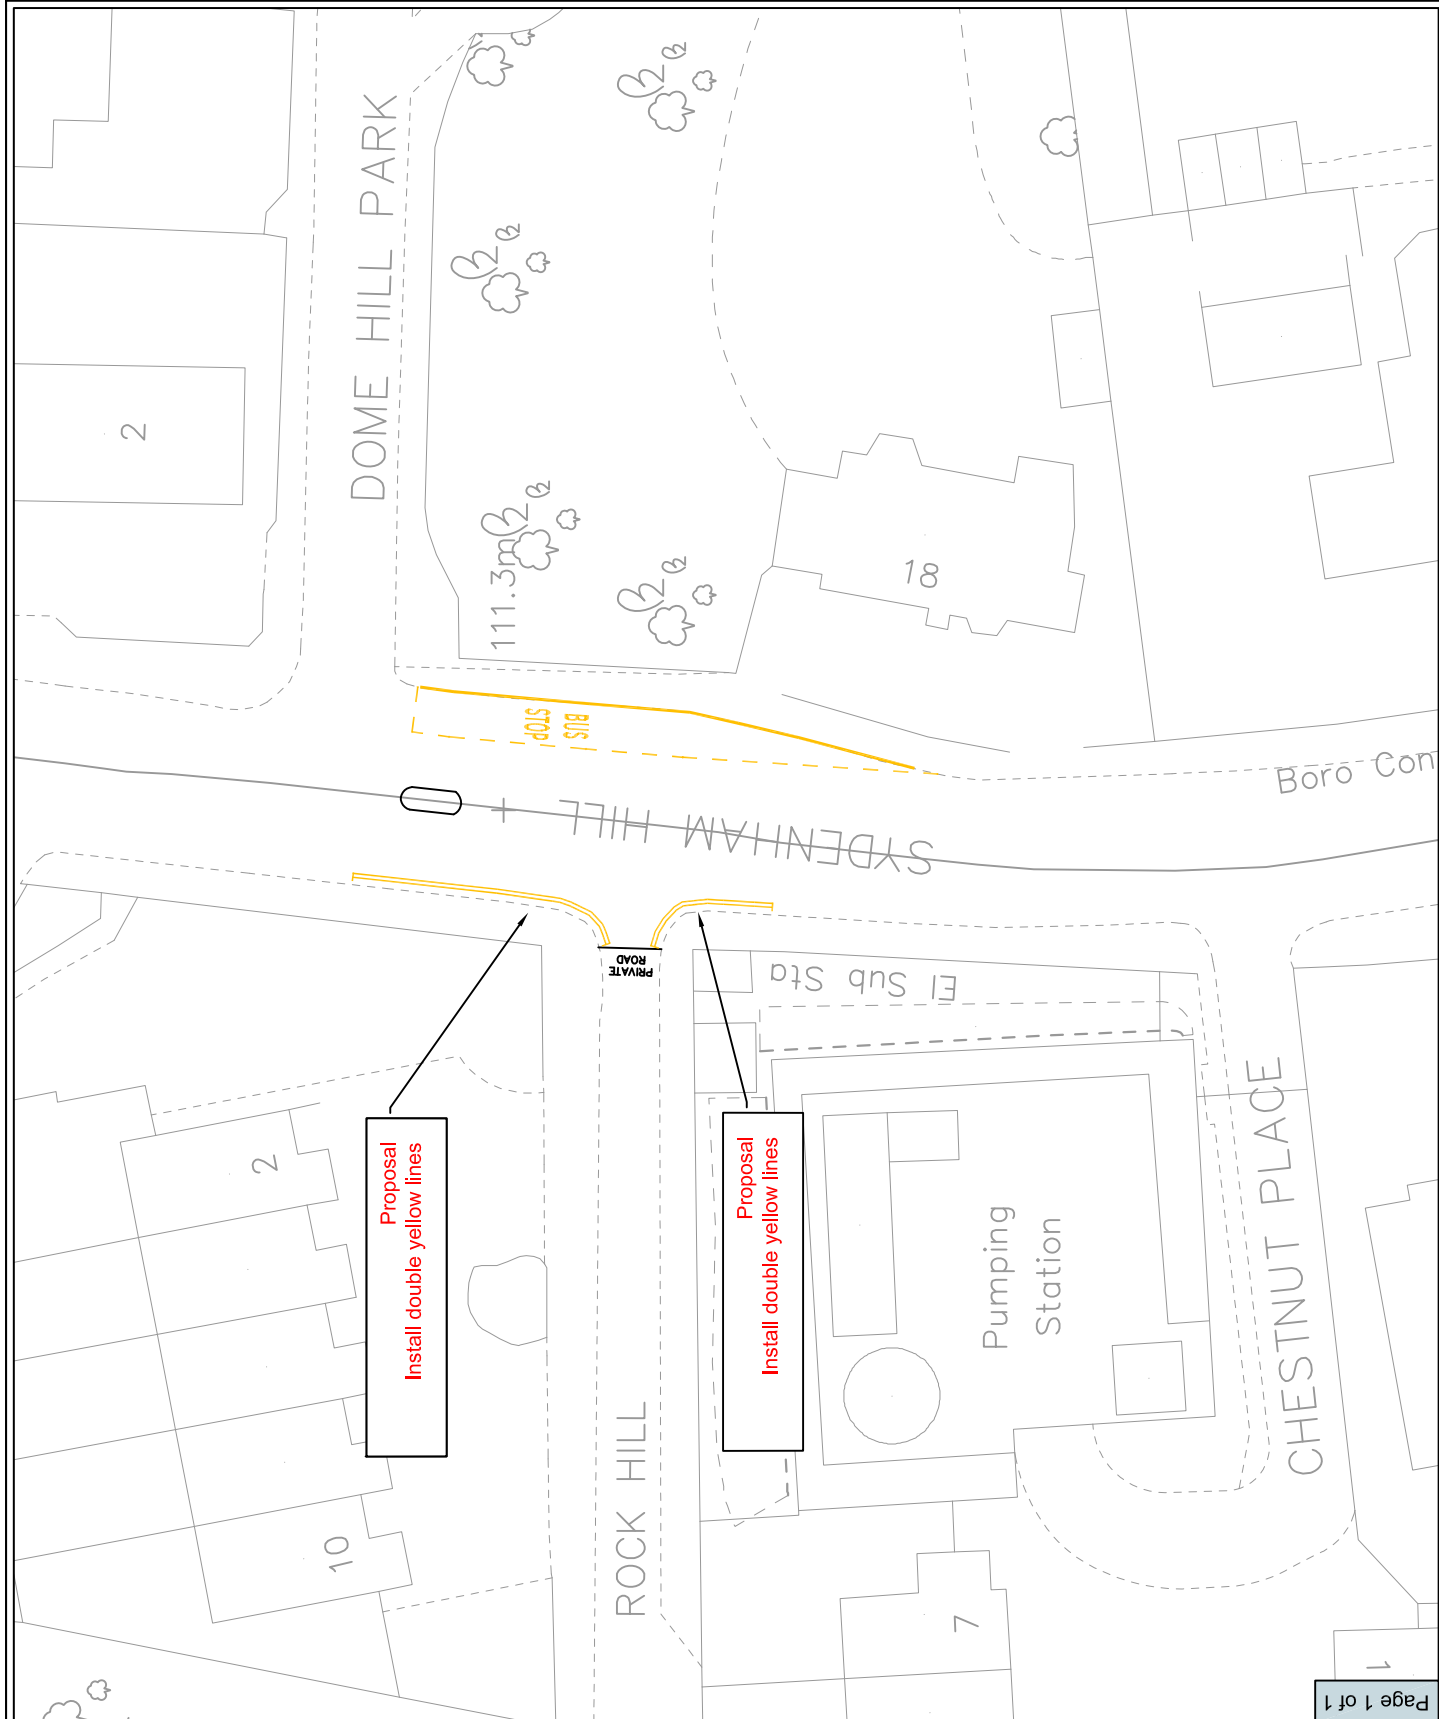 DOME HILL PARK
2
111.3m
18
BUS
STOP
SYDENHAM HILL
Boro Con
PRIVATE
ROAD
El Sub Sta
2
Proposal
Install double yellow lines
Proposal
Install double yellow lines
Pumping
Station
CHESTNUT PLACE
ROCK HILL
10
7
1
Page 1 of 1